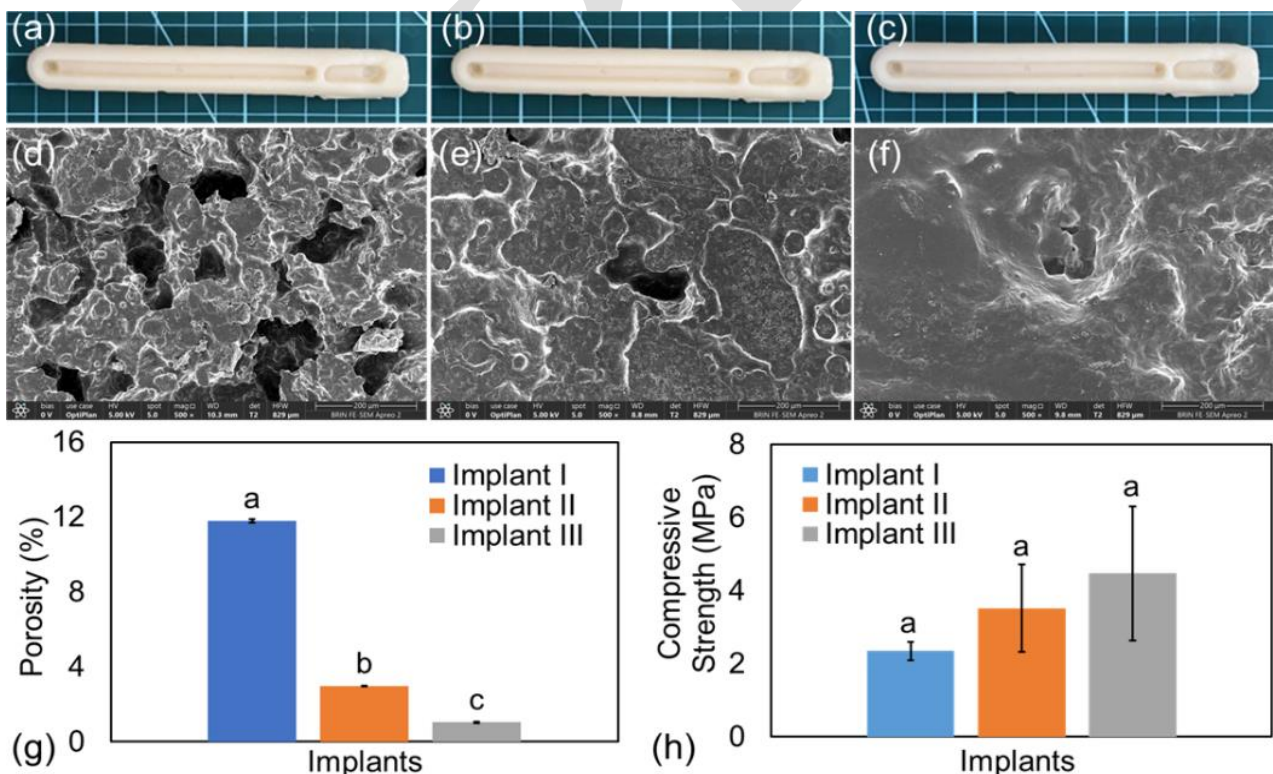 (a)
(b)
(c)
(d)
(e)
(f)
bias use case HV spot mag WD det HFW 200 µm
0 V OptiPlan 5.00 kV 5.0 500 × 10.3 mm T2 829 µm BRIN FE-SEM Apreo 2
bias use case HV spot mag WD det HFW 200 µm
0 V OptiPlan 5.00 kV 5.0 500 × 8.8 mm T2 829 µm BRIN FE-SEM Apreo 2
bias use case HV spot mag WD det HFW 200 µm
0 V OptiPlan 5.00 kV 5.0 500 × 9.8 mm T2 829 µm BRIN FE-SEM Apreo 2
16
12
8
4
0
Porosity (%)
a
b
c
Implant I
Implant II
Implant III
(g)
Implants
8
6
4
2
0
Compressive
Strength (MPa)
Implant I
Implant II
Implant III
a
a
a
(h)
Implants